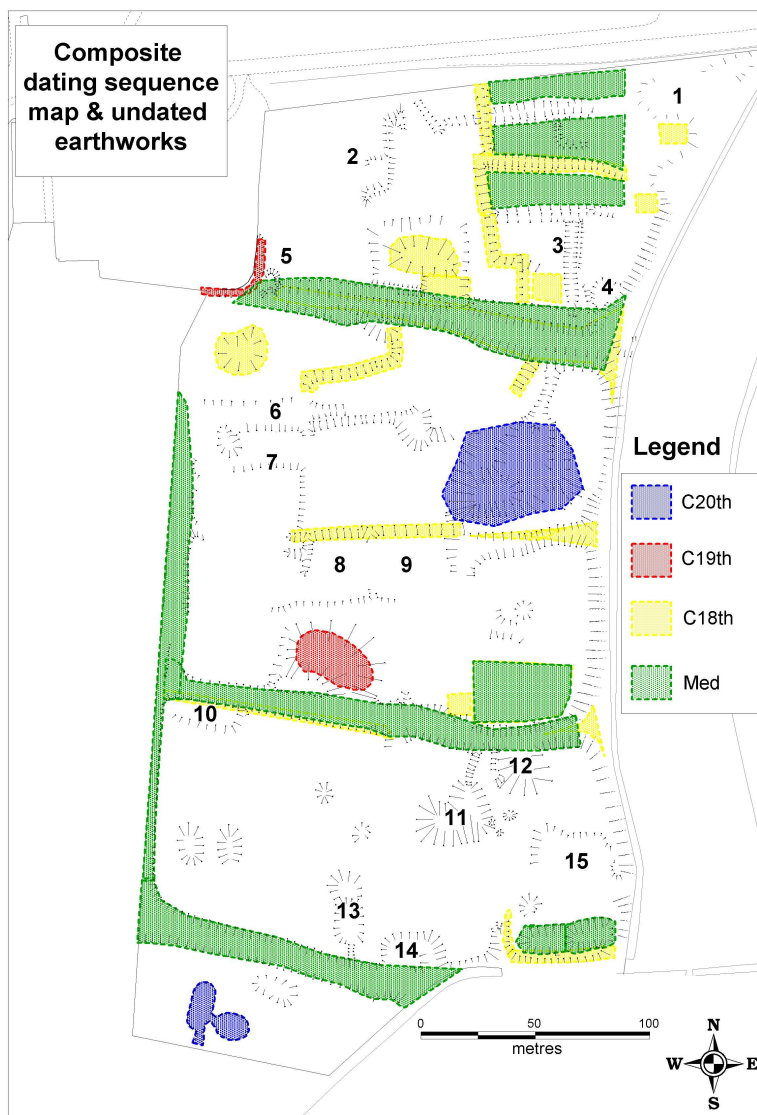 Composite
dating sequence
map & undated
earthworks
1
2
3
4
5
6
7
8
9
10
11
12
13
14
15
Legend
C20th
C19th
C18th
Med
0 50 100
metres
N
W E
S